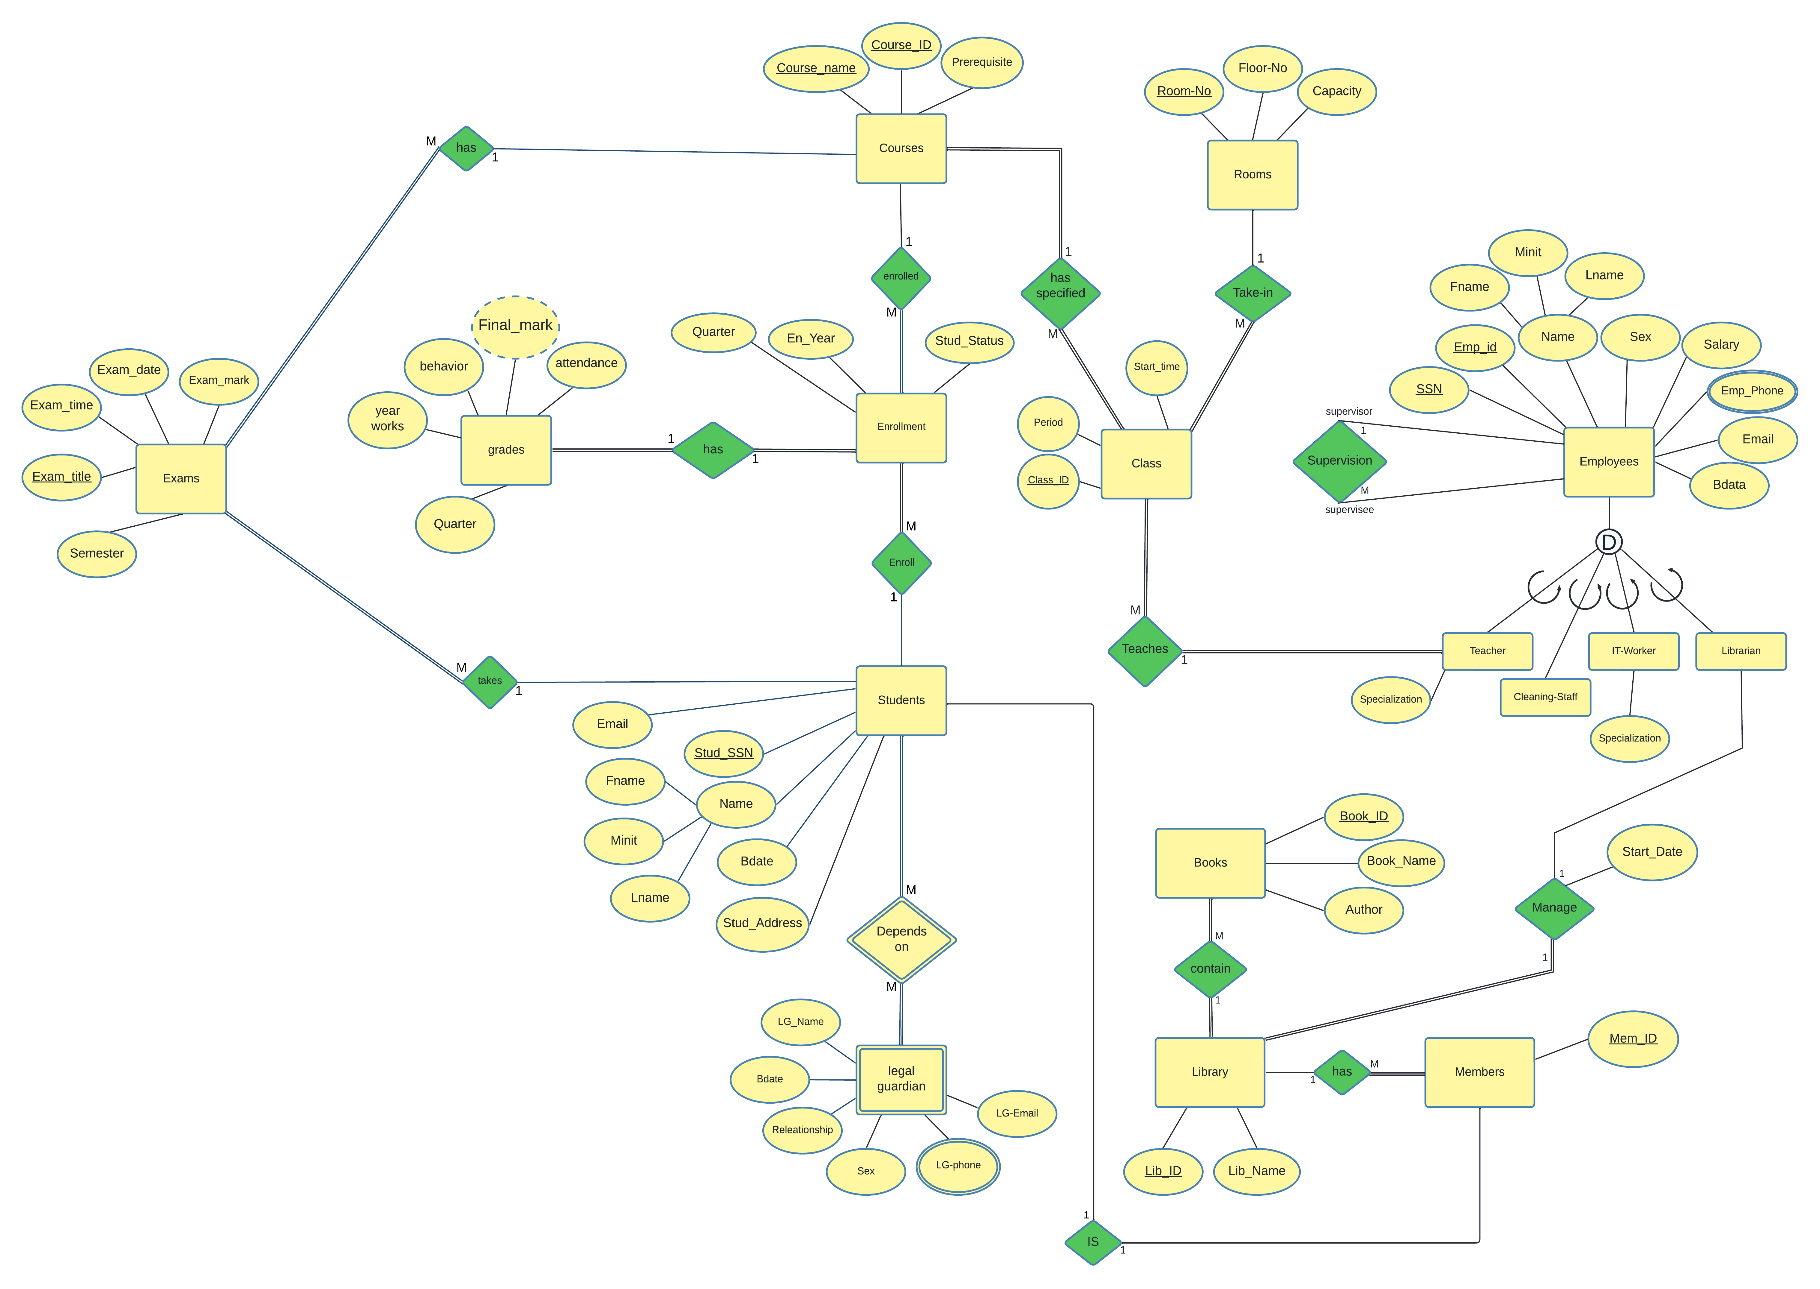 Course_name
Course_ID
Prerequisite
Courses
Room-No
Floor-No
Capacity
Rooms
M
has
1
1
enrolled
M
1
has
specified
M
1
Take-in
M
Fname
Minit
Lname
Name
Emp_id
SSN
Sex
Salary
Emp_Phone
Email
Bdata
Employees
supervisor
1
Supervision
M
supervisee
Final_mark
behavior
attendance
year
works
grades
Quarter
1
has
1
Quarter
En_Year
Stud_Status
Enrollment
Exam_date
Exam_mark
Exam_time
Exam_title
Exams
Semester
Start_time
Period
Class_ID
Class
M
Enroll
1
D
M
Teaches
1
Teacher
Specialization
Cleaning-Staff
IT-Worker
Specialization
Librarian
M
takes
1
Students
Email
Stud_SSN
Fname
Name
Minit
Lname
Bdate
Stud_Address
M
Depends
on
M
LG_Name
Bdate
Releationship
Sex
LG-phone
LG-Email
legal
guardian
Books
Book_ID
Book_Name
Author
M
contain
1
Start_Date
1
Manage
1
Library
Lib_ID
Lib_Name
1
has
M
Members
Mem_ID
1
IS
1